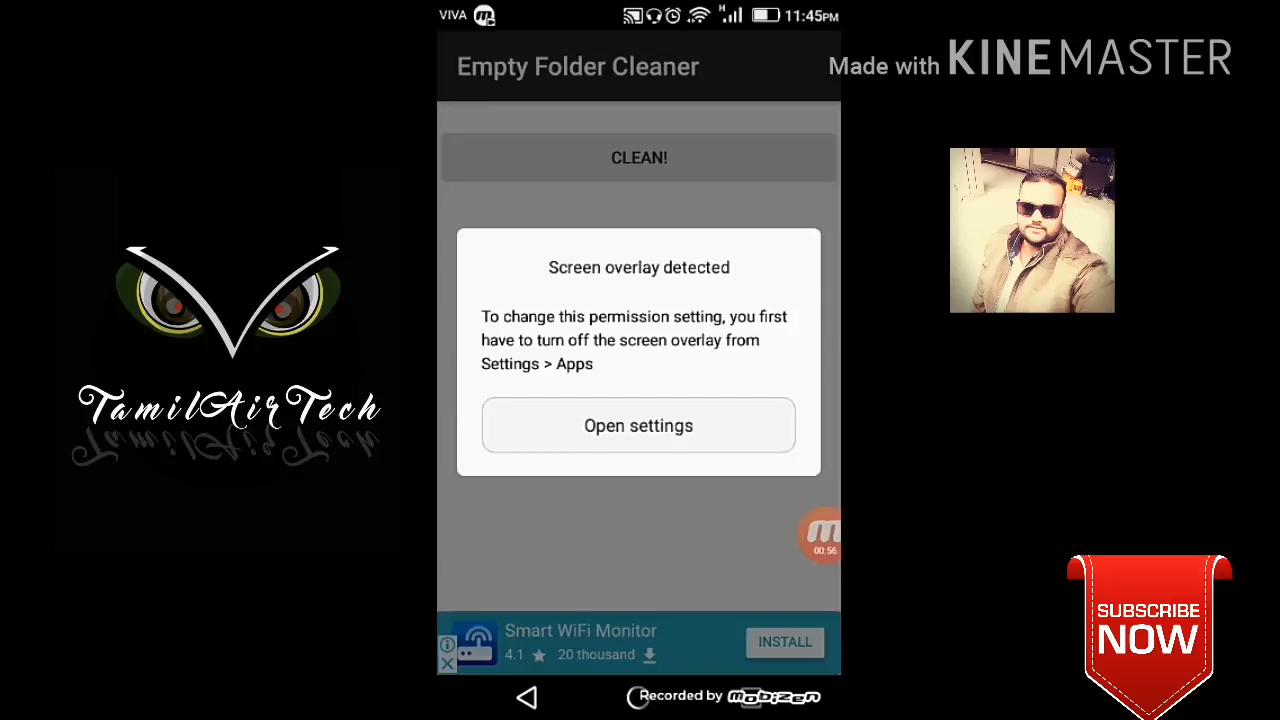 VIVA
H
11:45PM
Empty Folder Cleaner
Made with KINEMASTER
CLEAN!
Screen overlay detected
To change this permission setting, you first
have to turn off the screen overlay from
Settings > Apps
Open settings
TamilAirTech
00:56
Smart WiFi Monitor
4.1 ★ 20 thousand
INSTALL
Recorded by mobizen
SUBSCRIBE
NOW